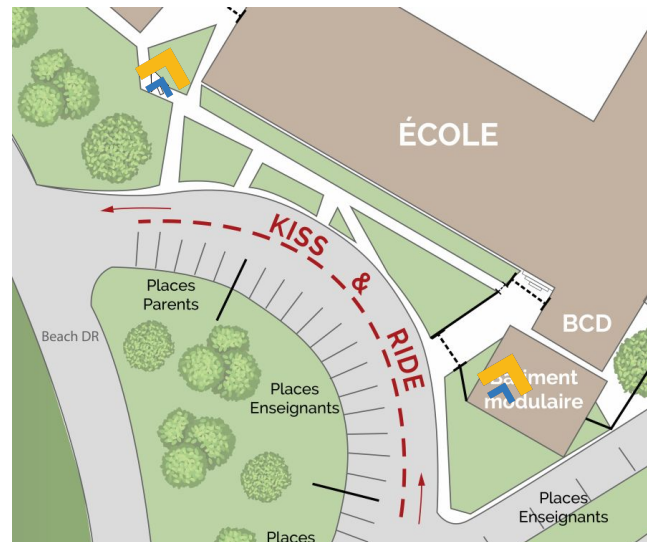 ÉCOLE
KISS & RIDE
Places
Parents
Beach DR
BCD
Bâtiment
modulaire
Places
Enseignants
Places
Enseignants
Places